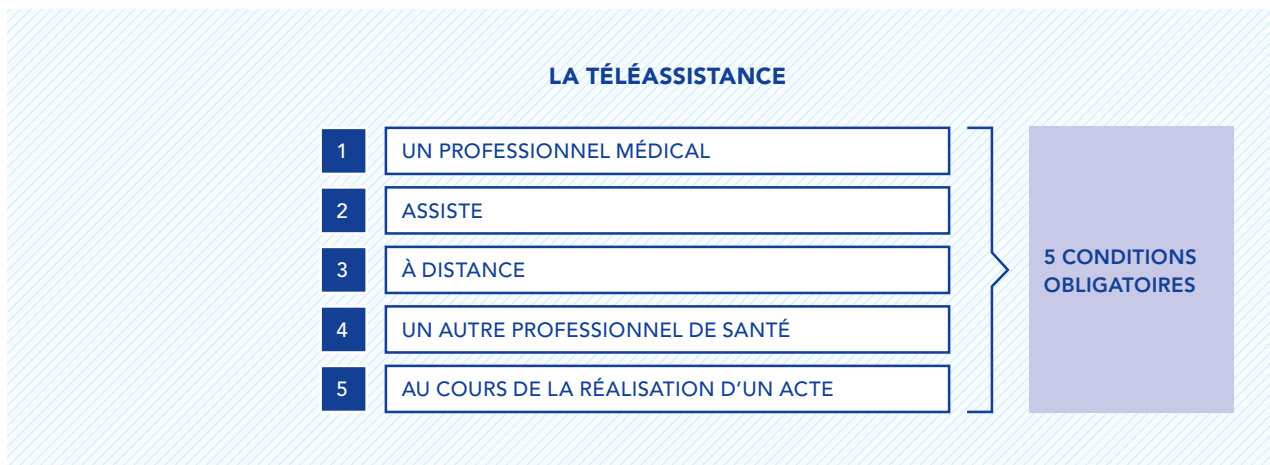 LA TÉLÉASSISTANCE
1 UN PROFESSIONNEL MÉDICAL
2 ASSISTE
3 À DISTANCE
4 UN AUTRE PROFESSIONNEL DE SANTÉ
5 AU COURS DE LA RÉALISATION D’UN ACTE
5 CONDITIONS
OBLIGATOIRES